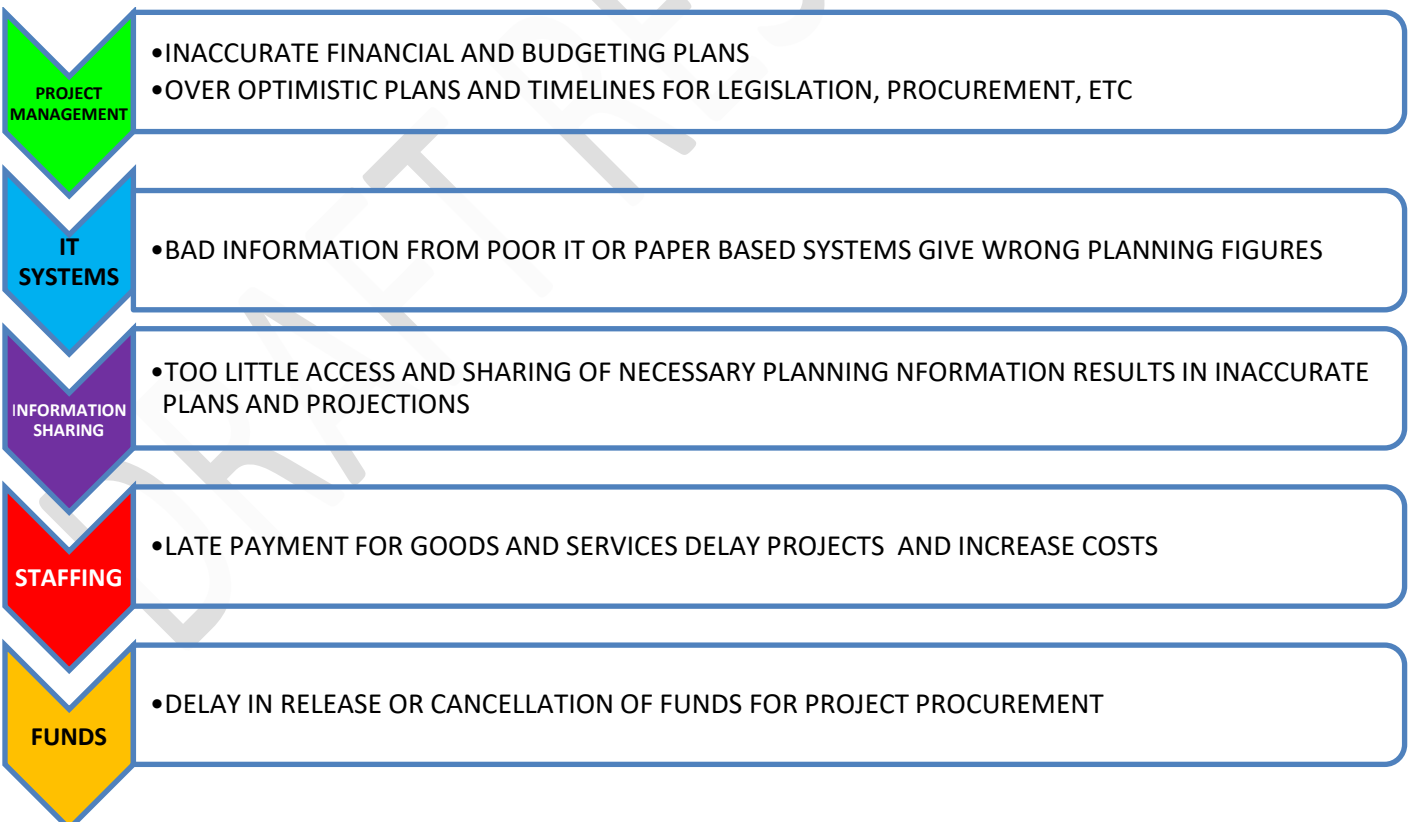 PROJECT
MANAGEMENT
•INACCURATE FINANCIAL AND BUDGETING PLANS
•OVER OPTIMISTIC PLANS AND TIMELINES FOR LEGISLATION, PROCUREMENT, ETC
IT
SYSTEMS
•BAD INFORMATION FROM POOR IT OR PAPER BASED SYSTEMS GIVE WRONG PLANNING FIGURES
INFORMATION
SHARING
•TOO LITTLE ACCESS AND SHARING OF NECESSARY PLANNING NFORMATION RESULTS IN INACCURATE
PLANS AND PROJECTIONS
STAFFING
•LATE PAYMENT FOR GOODS AND SERVICES DELAY PROJECTS AND INCREASE COSTS
FUNDS
•DELAY IN RELEASE OR CANCELLATION OF FUNDS FOR PROJECT PROCUREMENT
DRAFT